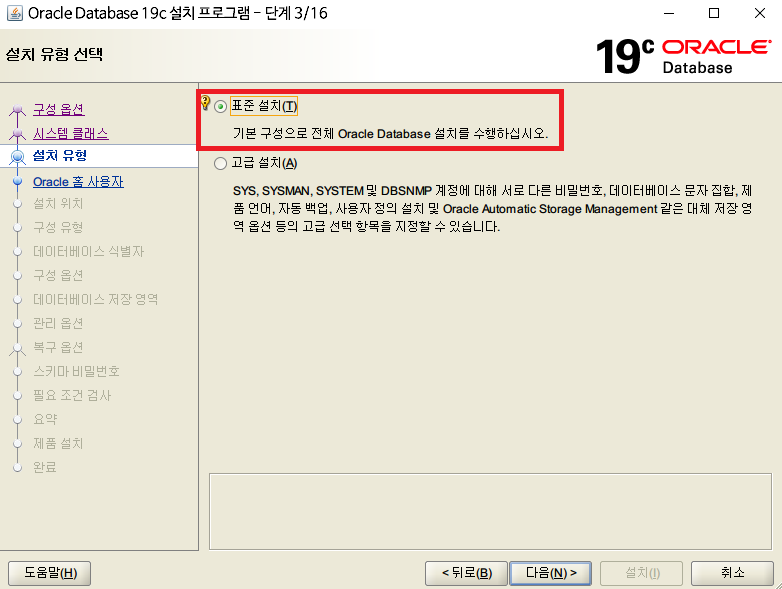 Oracle Database 19c 설치 프로그램 - 단계 3/16
설치 유형 선택
19c ORACLE
Database
구성 옵션
시스템 클래스
설치 유형
Oracle 홈 사용자
설치 위치
구성 유형
데이터베이스 식별자
구성 옵션
데이터베이스 저장 영역
관리 옵션
복구 옵션
스키마 비밀번호
필요 조건 검사
요약
제품 설치
완료
표준 설치(T)
기본 구성으로 전체 Oracle Database 설치를 수행하십시오.
고급 설치(A)
SYS, SYSMAN, SYSTEM 및 DBSNMP 계정에 대해 서로 다른 비밀번호, 데이터베이스 문자 집합, 제
품 언어, 자동 백업, 사용자 정의 설치 및 Oracle Automatic Storage Management 같은 대체 저장 영
역 옵션 등의 고급 선택 항목을 지정할 수 있습니다.
도움말(H)
< 뒤로(B)
다음(N) >
설치(I)
취소